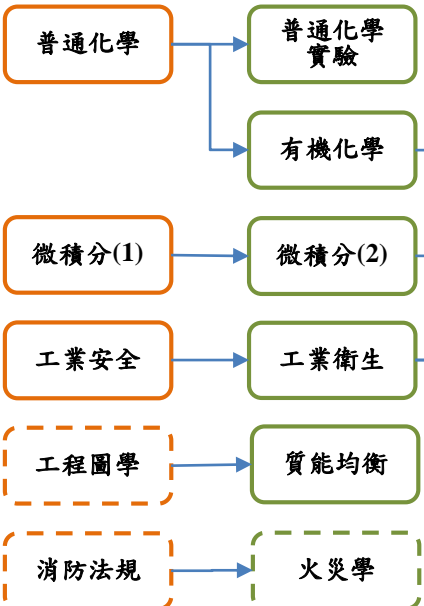 普通化學
普通化學
實驗
有機化學
微積分(1)
微積分(2)
工業安全
工業衛生
工程圖學
質能均衡
消防法規
火災學